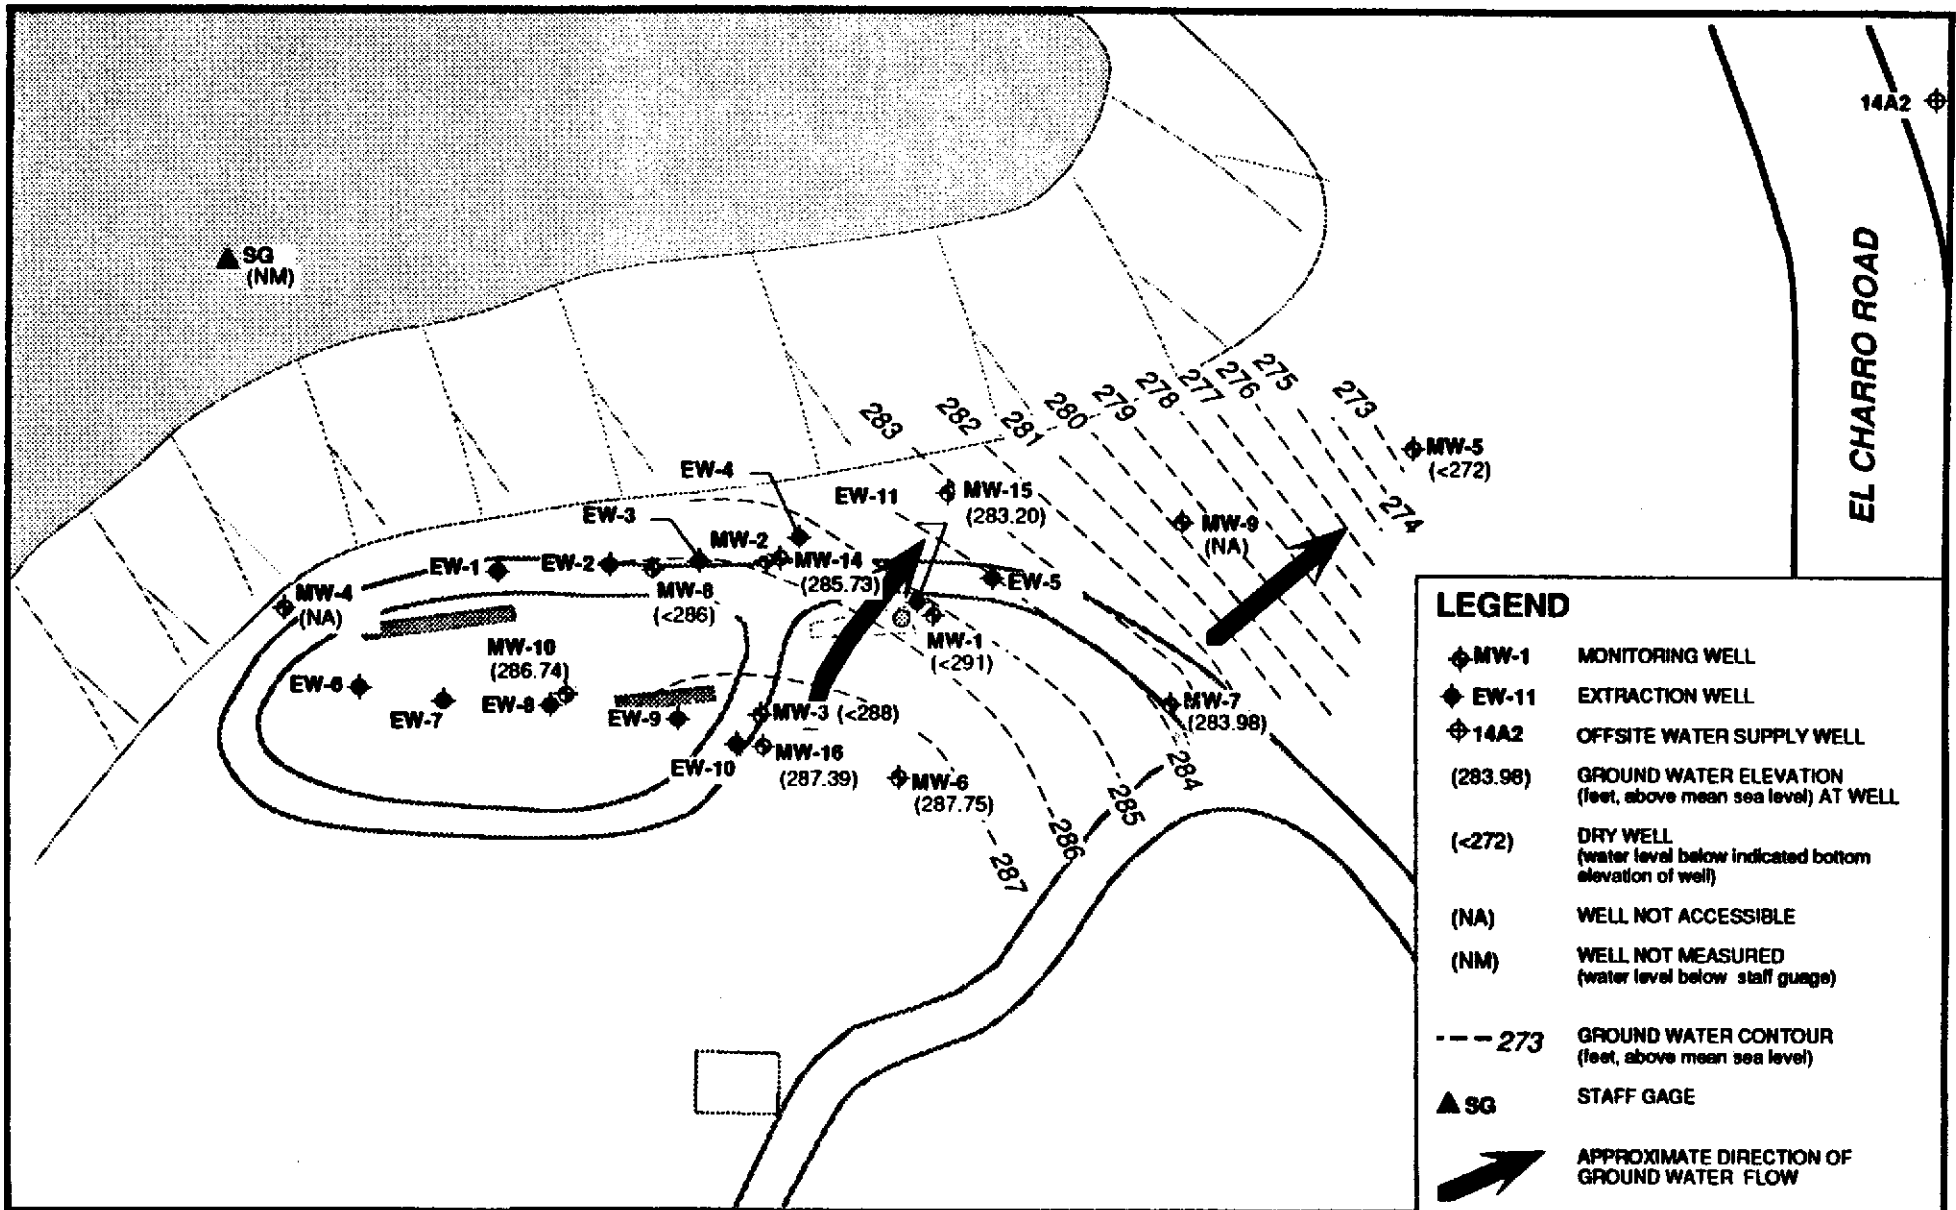 14A2
SG
(NM)
EL CHARRO ROAD
283
282
281
280
279
278
277
276
275
273
274
MW-5
(<272)
EW-4
EW-11
MW-15
(283.20)
EW-3
MW-2
MW-9
(NA)
EW-1
EW-2
MW-14
(285.73)
EW-5
MW-4
(NA)
MW-8
(<286)
MW-1
(<291)
MW-10
(286.74)
EW-6
EW-7
EW-8
EW-9
MW-3 (<288)
MW-7
(283.98)
EW-10
MW-16
(287.39)
MW-6
(287.75)
284
285
286
287
LEGEND
MW-1 MONITORING WELL
EW-11 EXTRACTION WELL
14A2 OFFSITE WATER SUPPLY WELL
(283.98) GROUND WATER ELEVATION
(feet, above mean sea level) AT WELL
(<272) DRY WELL
(water level below indicated bottom
elevation of well)
(NA) WELL NOT ACCESSIBLE
(NM) WELL NOT MEASURED
(water level below staff guage)
273 GROUND WATER CONTOUR
(feet, above mean sea level)
SG STAFF GAGE
APPROXIMATE DIRECTION OF
GROUND WATER FLOW